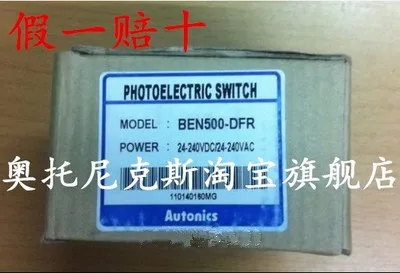 假一赔十
PHOTOELECTRIC SWITCH
MODEL : BEN500-DFR
POWER : 24-240VDC/24-240VAC
奥托尼克斯淘宝旗舰店
110140160MG
Autonics